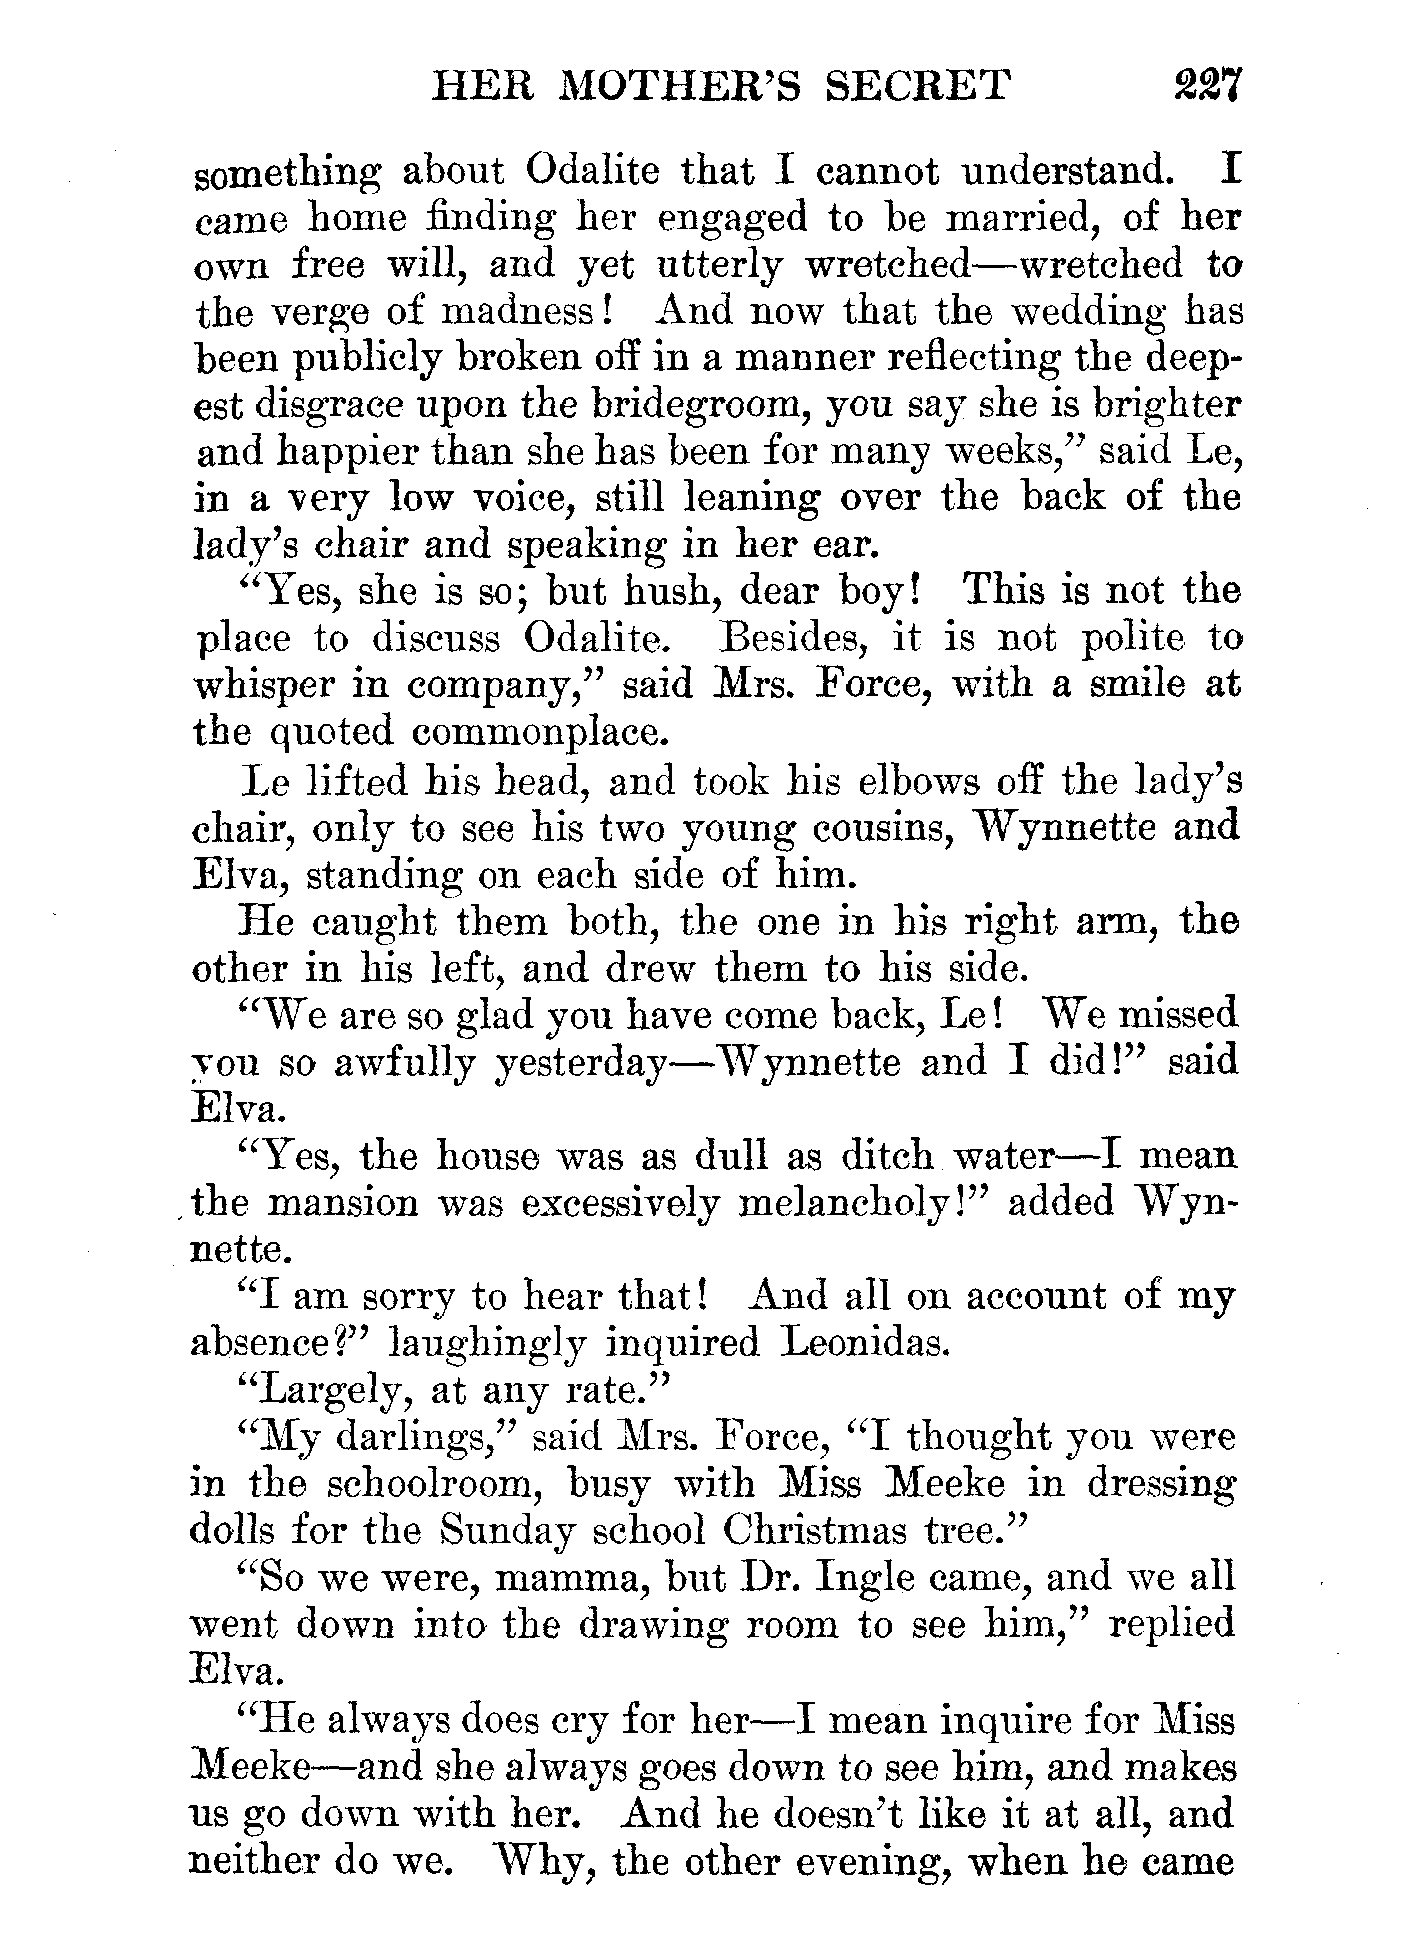 HER MOTHER'S SECRET 227
something about Odalite that I cannot understand. I
came home finding her engaged to be married, of her
own free will, and yet utterly wretched—wretched to
the verge of madness! And now that the wedding has
been publicly broken off in a manner reflecting the deep-
est disgrace upon the bridegroom, you say she is brighter
and happier than she has been for many weeks," said Le,
in a very low voice, still leaning over the back of the
lady's chair and speaking in her ear.
"Yes, she is so; but hush, dear boy! This is not the
place to discuss Odalite. Besides, it is not polite to
whisper in company," said Mrs. Force, with a smile at
the quoted commonplace.
Le lifted his head, and took his elbows off the lady's
chair, only to see his two young cousins, Wynnette and
Elva, standing on each side of him.
He caught them both, the one in his right arm, the
other in his left, and drew them to his side.
"We are so glad you have come back, Le! We missed
you so awfully yesterday—Wynnette and I did!" said
Elva.
"Yes, the house was as dull as ditch water—I mean
the mansion was excessively melancholy!" added Wyn-
nette.
"I am sorry to hear that! And all on account of my
absence?" laughingly inquired Leonidas.
"Largely, at any rate."
"My darlings," said Mrs. Force, "I thought you were
in the schoolroom, busy with Miss Meeke in dressing
dolls for the Sunday school Christmas tree."
"So we were, mamma, but Dr. Ingle came, and we all
went down into the drawing room to see him," replied
Elva.
"He always does cry for her—I mean inquire for Miss
Meeke—and she always goes down to see him, and makes
us go down with her. And he doesn't like it at all, and
neither do we. Why, the other evening, when he came